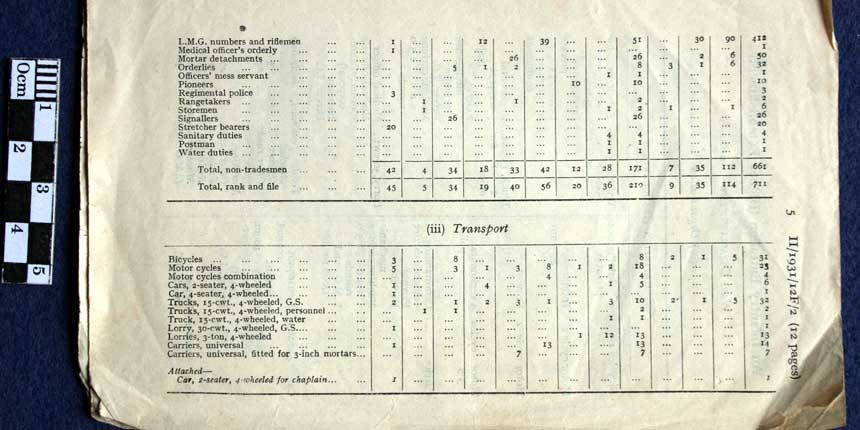 L.M.G. numbers and riflemen ... ... 1 ... ... 12 ... 39 ... ... 51 ... 30 90 412
Medical officer's orderly ... ... 1 ... ... ... ... ... ... ... ... ... ... ... 1
Mortar detachments ... ... ... ... ... ... ... 26 ... ... ... 26 ... 2 6 50
Orderlies ... ... ... ... ... ... 5 1 2 ... ... ... 8 3 1 6 32
Officers' mess servant ... ... ... ... ... ... ... ... ... 1 1 ... ... ... 1
Pioneers ... ... ... ... ... ... ... ... ... 10 ... 10 ... ... ... 10
Regimental police ... ... ... 3 ... ... ... ... ... ... ... ... ... ... ... 3
Rangetakers ... ... ... ... ... 1 ... ... 1 ... ... ... 2 ... ... ... 2
Storemen ... ... ... ... ... 1 ... ... ... ... ... 1 2 1 ... 1 6
Signallers ... ... ... ... ... ... 26 ... ... ... ... ... 26 ... ... ... 26
Stretcher bearers ... ... ... 20 ... ... ... ... ... ... ... ... ... ... ... 20
Sanitary duties ... ... ... ... ... ... ... ... ... ... 4 4 ... ... ... 4
Postman ... ... ... ... ... ... ... ... ... ... 1 1 ... ... ... 1
Water duties ... ... ... ... ... ... ... ... ... ... 1 1 ... ... ... 1
Total, non-tradesmen ... ... ... 42 4 34 18 33 42 12 28 171 7 35 112 661
Total, rank and file ... ... ... 45 5 34 19 40 56 20 36 210 9 35 114 711
(iii) Transport
Bicycles ... ... ... ... ... 3 ... 8 ... ... ... ... ... 8 2 1 5 31
Motor cycles ... ... ... ... 5 ... 3 1 3 8 1 2 18 ... ... ... 23
Motor cycles combination ... ... ... ... ... ... ... ... 4 ... ... 4 ... ... ... 4
Cars, 2-seater, 4-wheeled ... ... 1 ... ... 4 ... ... ... 1 5 ... ... ... 6
Car, 4-seater, 4-wheeled... ... ... 1 ... ... ... ... ... ... ... ... ... ... ... 1
Trucks, 15-cwt., 4-wheeled, G.S. ... ... 2 ... 1 2 3 1 ... 3 10 2 1 5 32
Trucks, 15-cwt., 4-wheeled, personnel ... ... ... 1 1 ... ... ... ... ... 2 ... ... ... 2
Truck, 15-cwt., 4-wheeled, water ... ... ... ... ... ... ... ... ... 1 1 ... ... ... 1
Lorry, 30-cwt., 4-wheeled, G.S.... ... 1 ... ... ... ... ... ... ... ... ... ... ... 1
Lorries, 3-ton, 4-wheeled ... ... ... ... ... ... ... ... 1 12 13 ... ... ... 13
Carriers, universal ... ... ... 1 ... ... ... ... 13 ... ... 13 ... ... ... 14
Carriers, universal, fitted for 3-inch mortars... ... ... ... ... 7 ... ... ... 7 ... ... ... 7
Attached—
Car, 2-seater, 4-wheeled for chaplain... ... 1 ... ... ... ... ... ... ... ... ... ... ... 1
5 II/1931/12F/2 (12 pages)
0cm 1
2
3
4
5